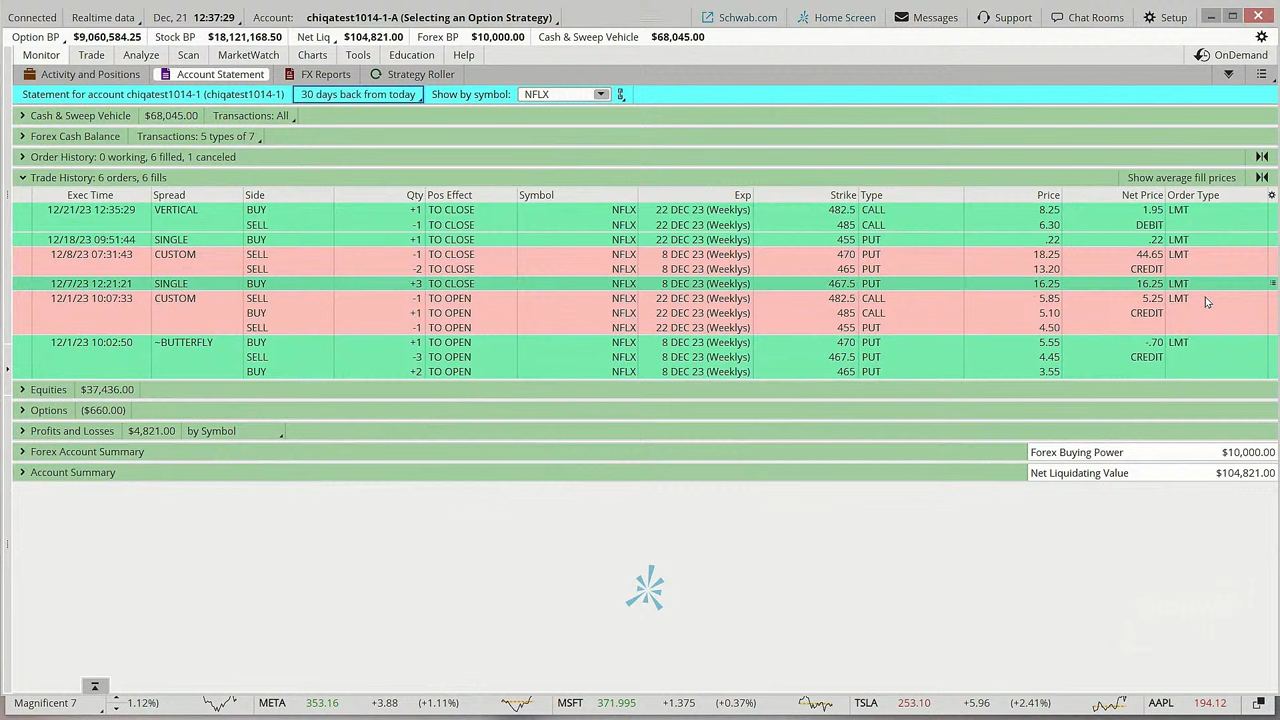 Connected Realtime data Dec, 21 12:37:29 Account: chiqatest1014-1-A (Selecting an Option Strategy) Schwab.com Home Screen Messages Support Chat Rooms Setup
Option BP $9,060,584.25 Stock BP $18,121,168.50 Net Liq $104,821.00 Forex BP $10,000.00 Cash & Sweep Vehicle $68,045.00
Monitor Trade Analyze Scan MarketWatch Charts Tools Education Help OnDemand
Activity and Positions Account Statement FX Reports Strategy Roller
Statement for account chiqatest1014-1 (chiqatest1014-1) 30 days back from today Show by symbol: NFLX
Cash & Sweep Vehicle $68,045.00 Transactions: All
Forex Cash Balance Transactions: 5 types of 7
Order History: 0 working, 6 filled, 1 canceled
Trade History: 6 orders, 6 fills Show average fill prices
Exec Time Spread Side Qty Pos Effect Symbol Exp Strike Type Price Net Price Order Type
12/21/23 12:35:29 VERTICAL BUY +1 TO CLOSE NFLX 22 DEC 23 (Weeklys) 482.5 CALL 8.25 1.95 LMT
SELL -1 TO CLOSE NFLX 22 DEC 23 (Weeklys) 485 CALL 6.30 DEBIT
12/18/23 09:51:44 SINGLE BUY +1 TO CLOSE NFLX 22 DEC 23 (Weeklys) 455 PUT .22 .22 LMT
12/8/23 07:31:43 CUSTOM SELL -1 TO CLOSE NFLX 8 DEC 23 (Weeklys) 470 PUT 18.25 44.65 LMT
SELL -2 TO CLOSE NFLX 8 DEC 23 (Weeklys) 465 PUT 13.20 CREDIT
12/7/23 12:21:21 SINGLE BUY +3 TO CLOSE NFLX 8 DEC 23 (Weeklys) 467.5 PUT 16.25 16.25 LMT
12/1/23 10:07:33 CUSTOM SELL -1 TO OPEN NFLX 22 DEC 23 (Weeklys) 482.5 CALL 5.85 5.25 LMT
BUY +1 TO OPEN NFLX 22 DEC 23 (Weeklys) 485 CALL 5.10 CREDIT
SELL -1 TO OPEN NFLX 22 DEC 23 (Weeklys) 455 PUT 4.50
12/1/23 10:02:50 ~BUTTERFLY BUY +1 TO OPEN NFLX 8 DEC 23 (Weeklys) 470 PUT 5.55 -.70 LMT
SELL -3 TO OPEN NFLX 8 DEC 23 (Weeklys) 467.5 PUT 4.45 CREDIT
BUY +2 TO OPEN NFLX 8 DEC 23 (Weeklys) 465 PUT 3.55
Equities $37,436.00
Options ($660.00)
Profits and Losses $4,821.00 by Symbol
Forex Account Summary Forex Buying Power $10,000.00
Account Summary Net Liquidating Value $104,821.00
Magnificent 7 1.12%) META 353.16 +3.88 (+1.11%) MSFT 371.995 +1.375 (+0.37%) TSLA 253.10 +5.96 (+2.41%) AAPL 194.12